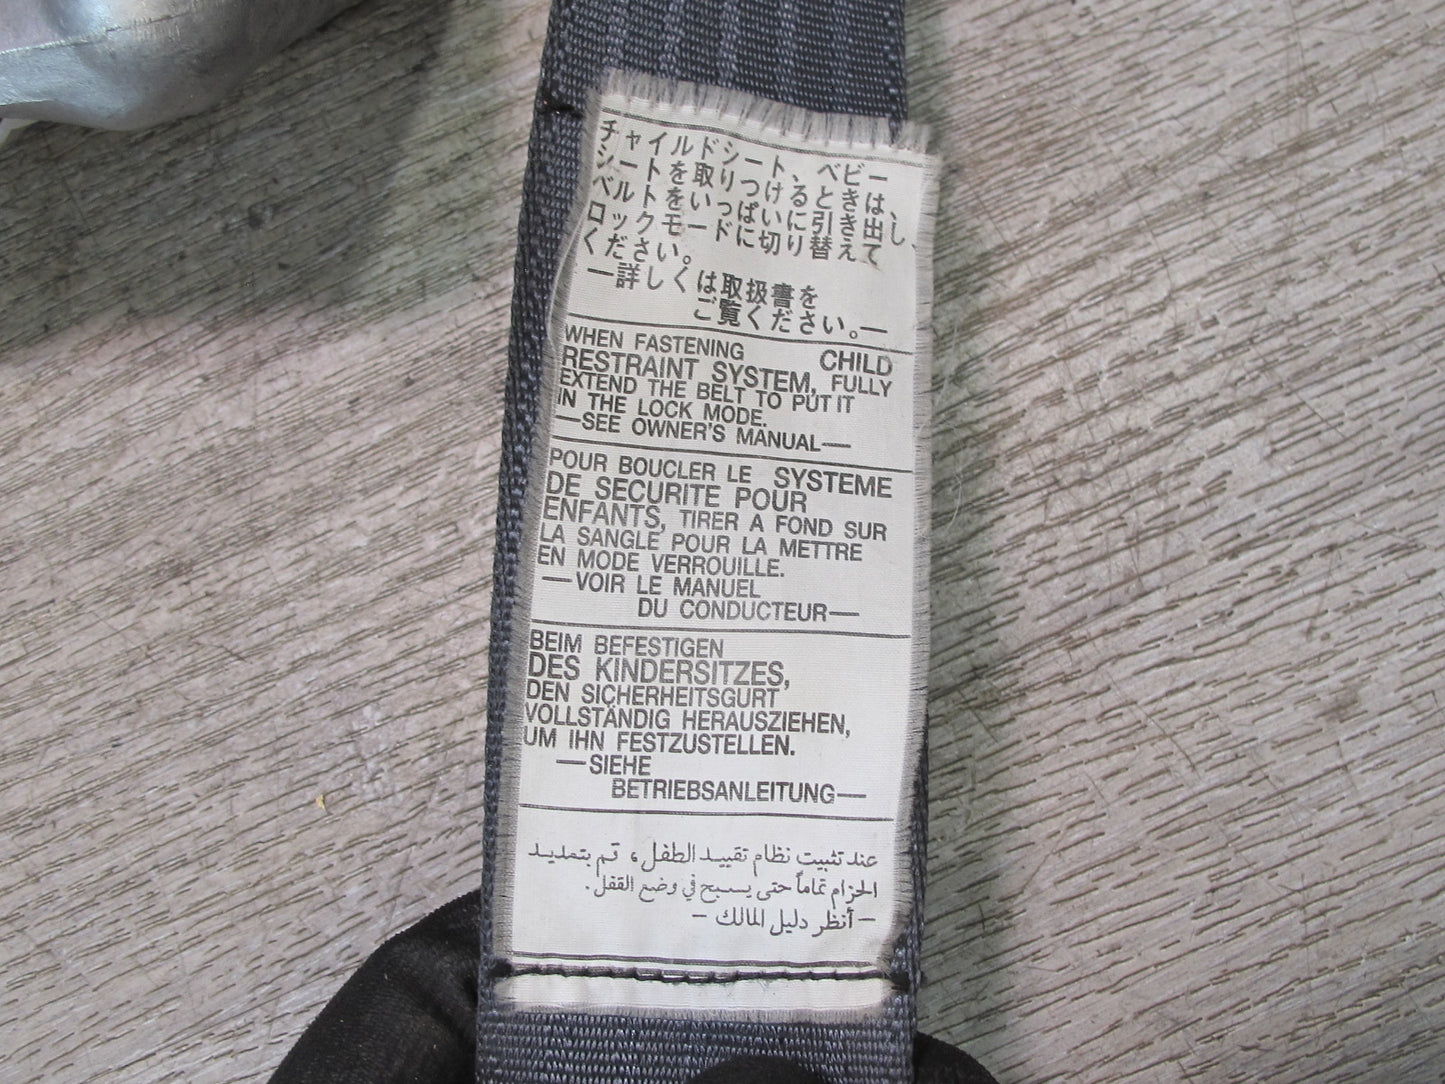 チャイルドシート、ベビー
シートを取りつけるときは、
ベルトをいっぱいに引き出し、
ロックモードに切り替えて
ください。
—詳しくは取扱書を
ご覧ください。—
WHEN FASTENING CHILD
RESTRAINT SYSTEM, FULLY
EXTEND THE BELT TO PUT IT
IN THE LOCK MODE.
—SEE OWNER'S MANUAL—
POUR BOUCLER LE SYSTEME
DE SECURITE POUR
ENFANTS, TIRER A FOND SUR
LA SANGLE POUR LA METTRE
EN MODE VERROUILLE.
—VOIR LE MANUEL
DU CONDUCTEUR—
BEIM BEFESTIGEN
DES KINDERSITZES,
DEN SICHERHEITSGURT
VOLLSTÄNDIG HERAUSZIEHEN,
UM IHN FESTZUSTELLEN.
—SIEHE
BETRIEBSANLEITUNG—
عند تثبيت نظام تقييد الطفل، قم بتمديد
الحزام تماماً حتى يسبح في وضع القفل.
– أنظر دليل المالك –